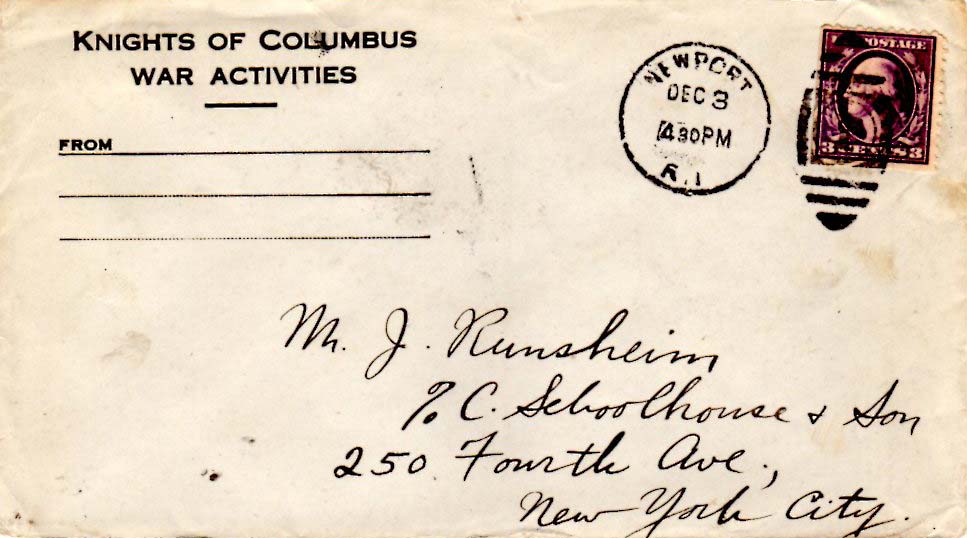 KNIGHTS OF COLUMBUS
WAR ACTIVITIES
FROM
NEWPORT
DEC 3
430PM
R.I.
POSTAGE
3 CENTS 3
M. J. Runsheim
% C. Schoolhouse & Son
250 Fourth Ave.,
New York City.